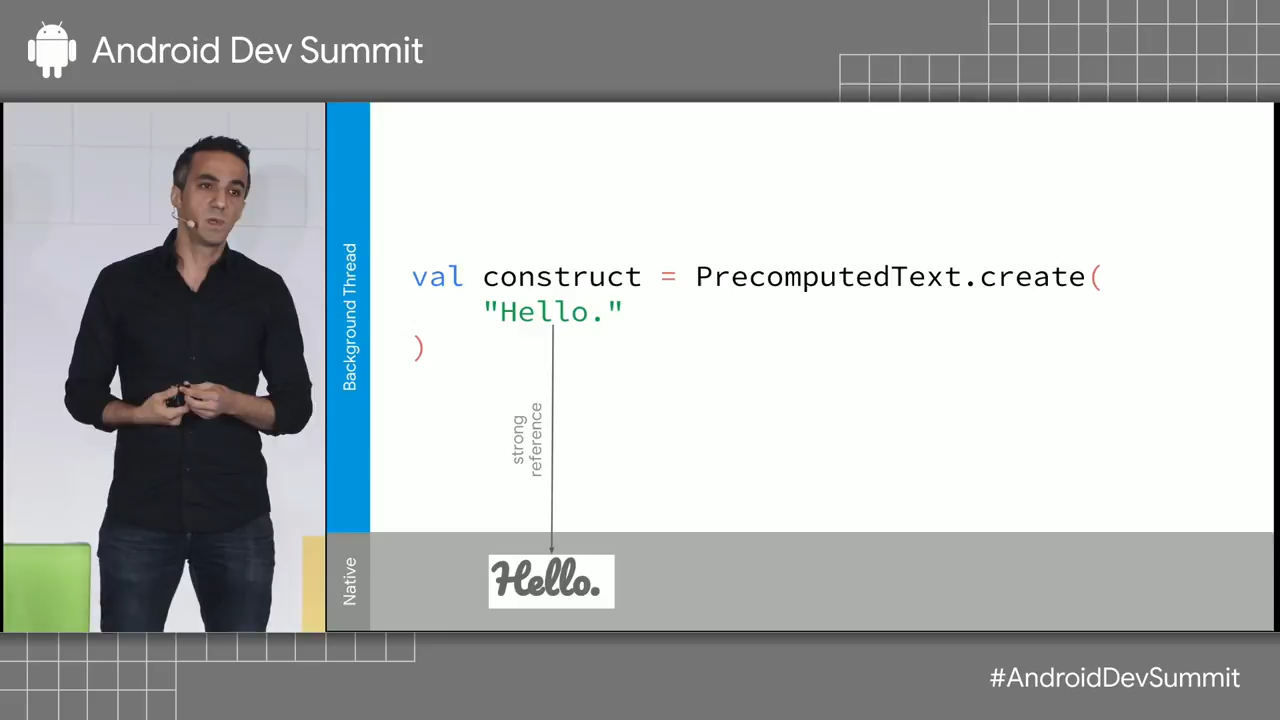 Android Dev Summit
Background Thread
val construct = PrecomputedText.create(
"Hello."
)
strong
reference
Native
Hello.
#AndroidDevSummit